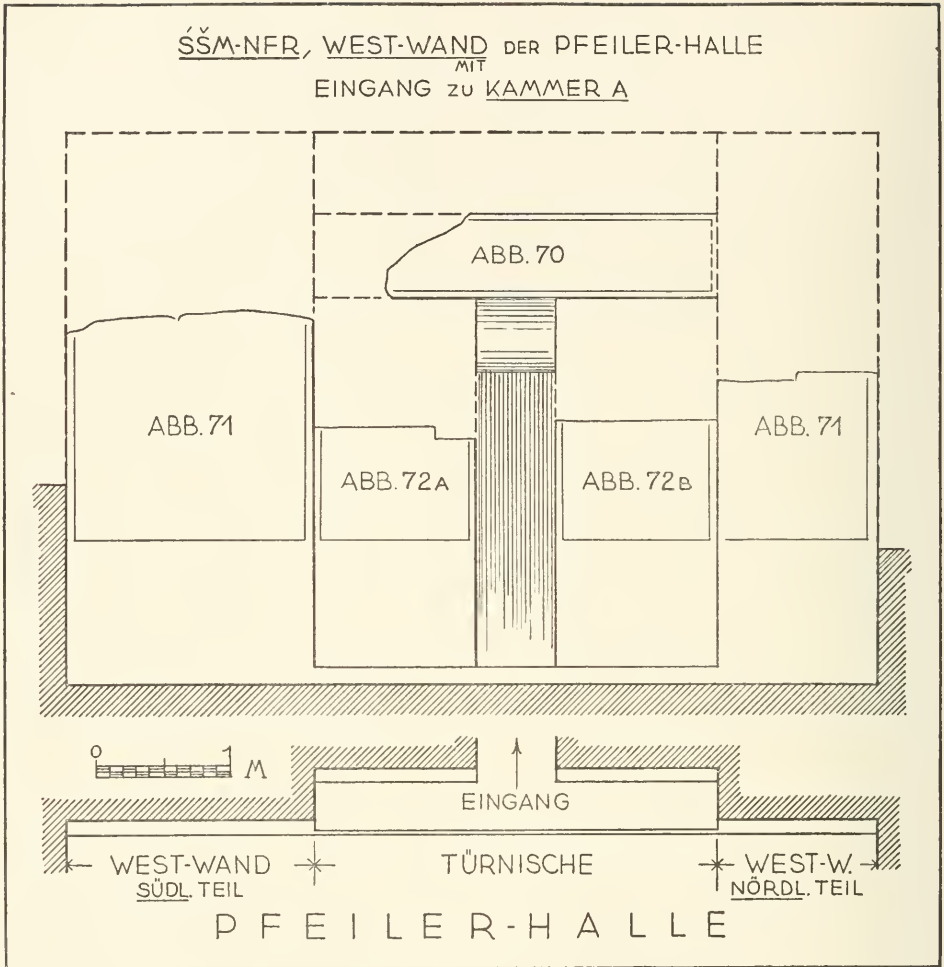 ŚŠM-NFR, WEST-WAND DER PFEILER-HALLE
MIT
EINGANG ZU KAMMER A
ABB. 70
ABB. 71
ABB. 72A
ABB. 72B
ABB. 71
0 1 M
EINGANG
WEST-WAND
SÜDL. TEIL
TÜRNISCHE
WEST-W.
NÖRDL. TEIL
PFEILER-HALLE